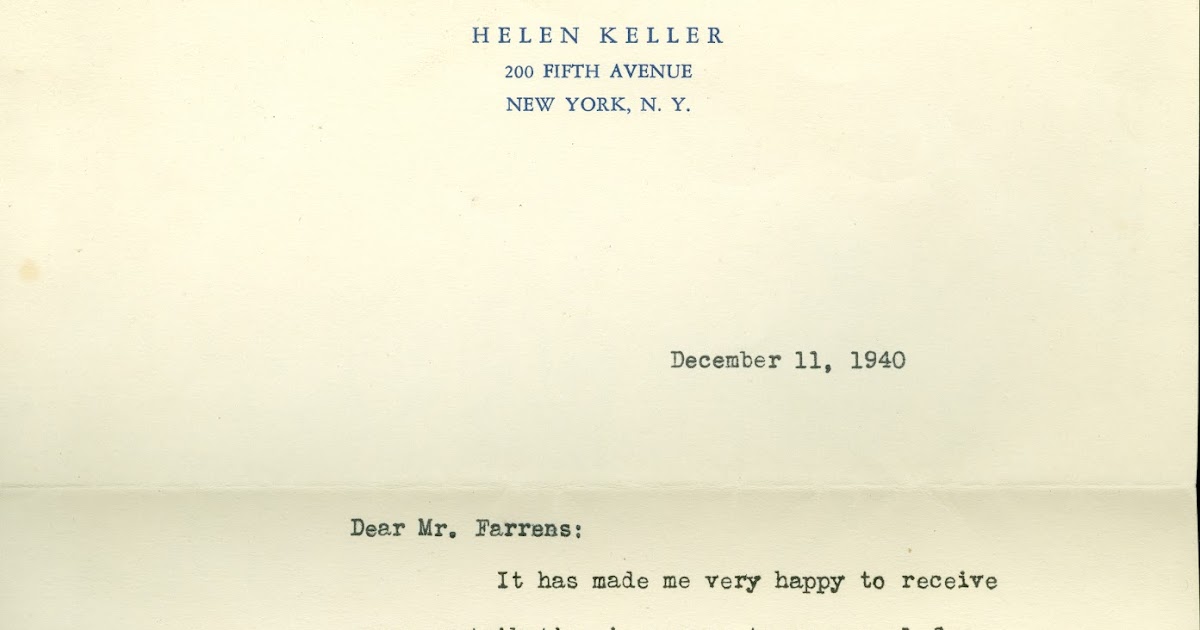 HELEN KELLER
200 FIFTH AVENUE
NEW YORK, N. Y.
December 11, 1940
Dear Mr. Farrens:
It has made me very happy to receive